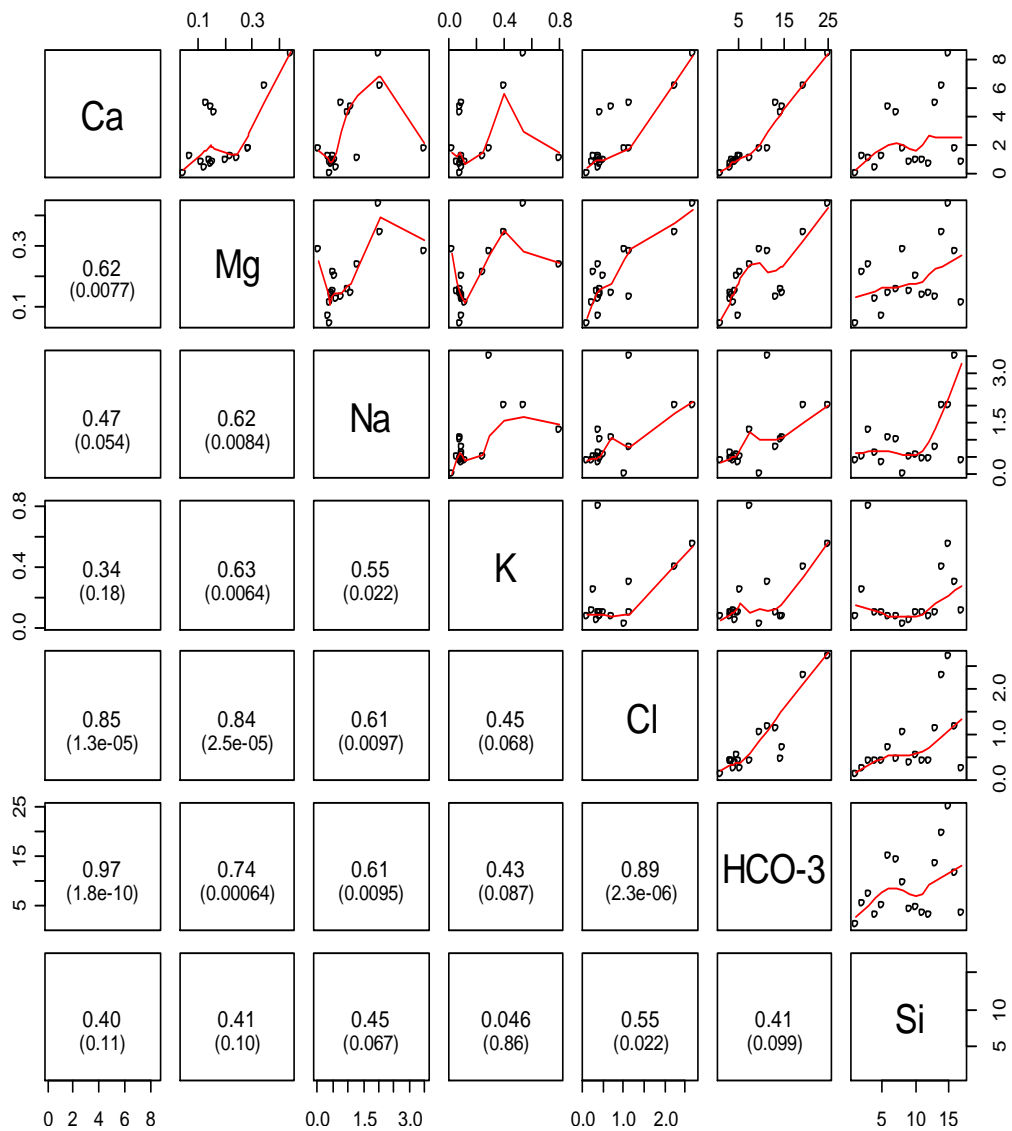 0.1 0.3 0.0 0.4 0.8 5 15 25
Ca 0 2 4 6 8
0.1 0.3 0.62 Mg
(0.0077)
0.47 0.62 Na 0.0 1.5 3.0
(0.054) (0.0084)
0.0 0.4 0.8 0.34 0.63 0.55 K
(0.18) (0.0064) (0.022)
0.85 0.84 0.61 0.45 Cl 0.0 1.0 2.0
(1.3e-05) (2.5e-05) (0.0097) (0.068)
5 15 25 0.97 0.74 0.61 0.43 0.89 HCO-3
(1.8e-10) (0.00064) (0.0095) (0.087) (2.3e-06)
0.40 0.41 0.45 0.046 0.55 0.41 Si 5 10
(0.11) (0.10) (0.067) (0.86) (0.022) (0.099)
0 2 4 6 8 0.0 1.5 3.0 0.0 1.0 2.0 5 10 15